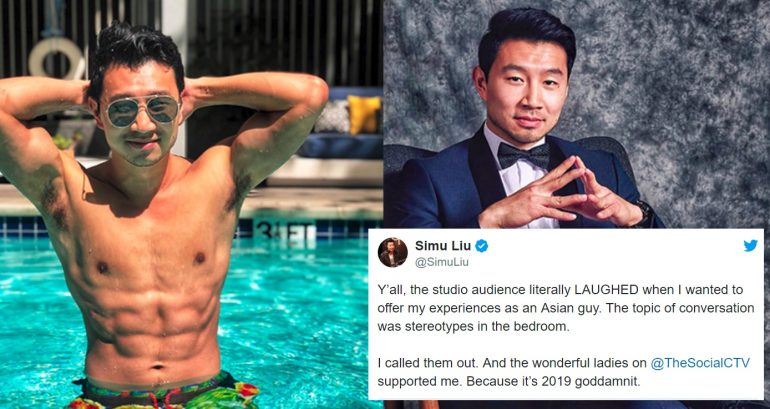 3 FT
Simu Liu
@SimuLiu
Y'all, the studio audience literally LAUGHED when I wanted to
offer my experiences as an Asian guy. The topic of conversation
was stereotypes in the bedroom.
I called them out. And the wonderful ladies on @TheSocialCTV
supported me. Because it's 2019 goddamnit.